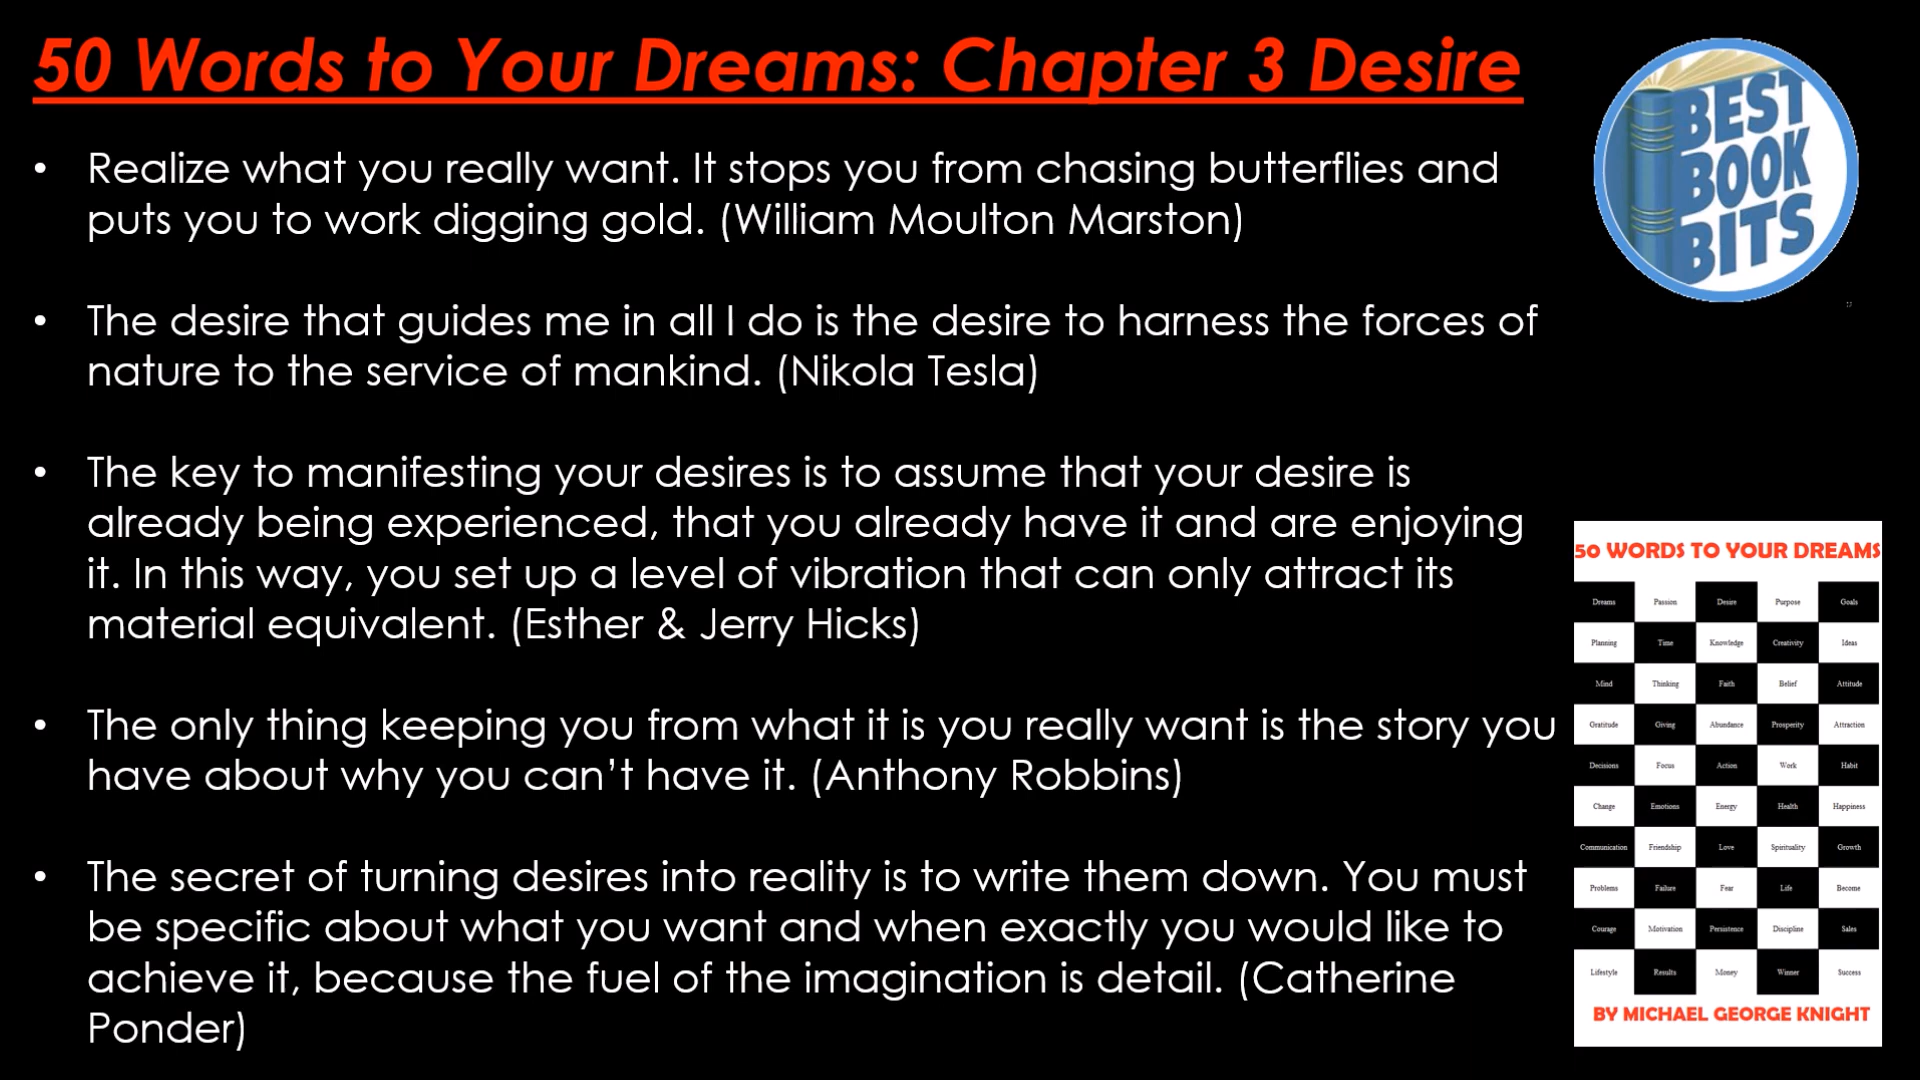 50 Words to Your Dreams: Chapter 3 Desire
• Realize what you really want. It stops you from chasing butterflies and
puts you to work digging gold. (William Moulton Marston)
• The desire that guides me in all I do is the desire to harness the forces of
nature to the service of mankind. (Nikola Tesla)
• The key to manifesting your desires is to assume that your desire is
already being experienced, that you already have it and are enjoying
it. In this way, you set up a level of vibration that can only attract its
material equivalent. (Esther & Jerry Hicks)
• The only thing keeping you from what it is you really want is the story you
have about why you can’t have it. (Anthony Robbins)
• The secret of turning desires into reality is to write them down. You must
be specific about what you want and when exactly you would like to
achieve it, because the fuel of the imagination is detail. (Catherine
Ponder)
BEST
BOOK
BITS
50 WORDS TO YOUR DREAMS
Dreams Passion Desire Purpose Goals
Planning Time Knowledge Creativity Ideas
Mind Thinking Faith Belief Attitude
Gratitude Giving Abundance Prosperity Attraction
Decisions Focus Action Work Habit
Change Emotions Energy Health Happiness
Communication Friendship Love Spirituality Growth
Problems Failure Fear Life Become
Courage Motivation Persistence Discipline Sales
Lifestyle Results Money Winner Success
BY MICHAEL GEORGE KNIGHT